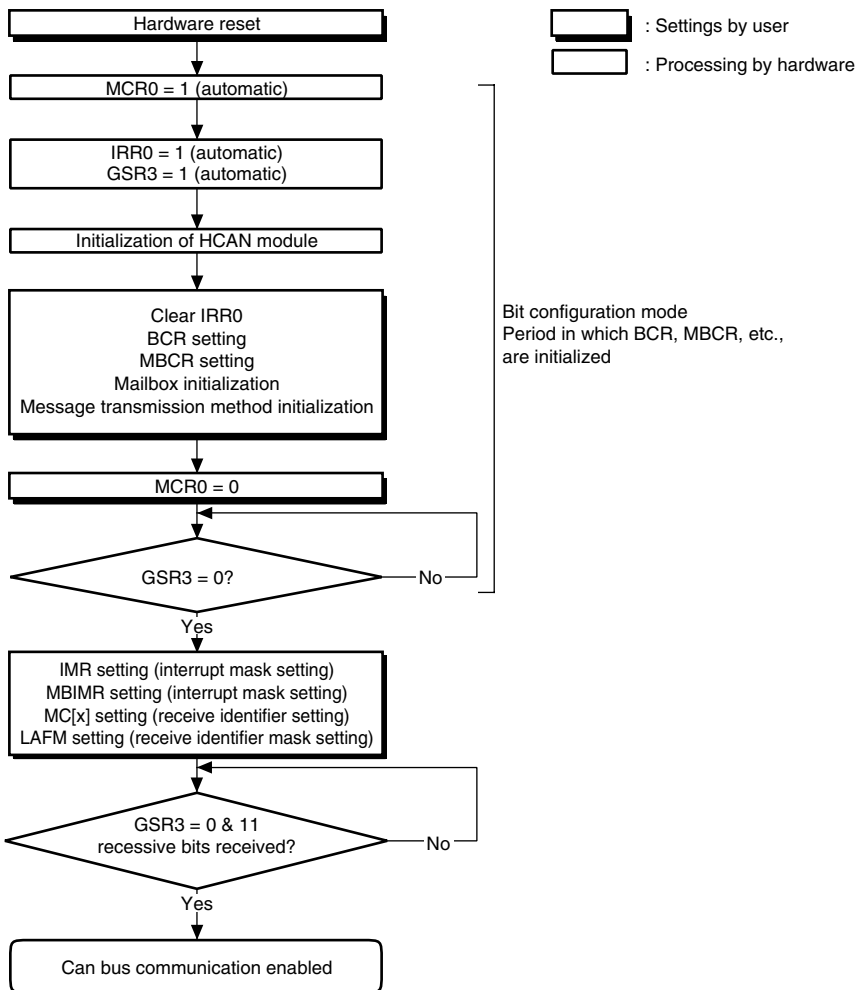 Hardware reset
: Settings by user
: Processing by hardware
MCR0 = 1 (automatic)
IRR0 = 1 (automatic)
GSR3 = 1 (automatic)
Initialization of HCAN module
Clear IRR0
BCR setting
MBCR setting
Mailbox initialization
Message transmission method initialization
Bit configuration mode
Period in which BCR, MBCR, etc.,
are initialized
MCR0 = 0
GSR3 = 0?
No
Yes
IMR setting (interrupt mask setting)
MBIMR setting (interrupt mask setting)
MC[x] setting (receive identifier setting)
LAFM setting (receive identifier mask setting)
GSR3 = 0 & 11
recessive bits received?
No
Yes
Can bus communication enabled